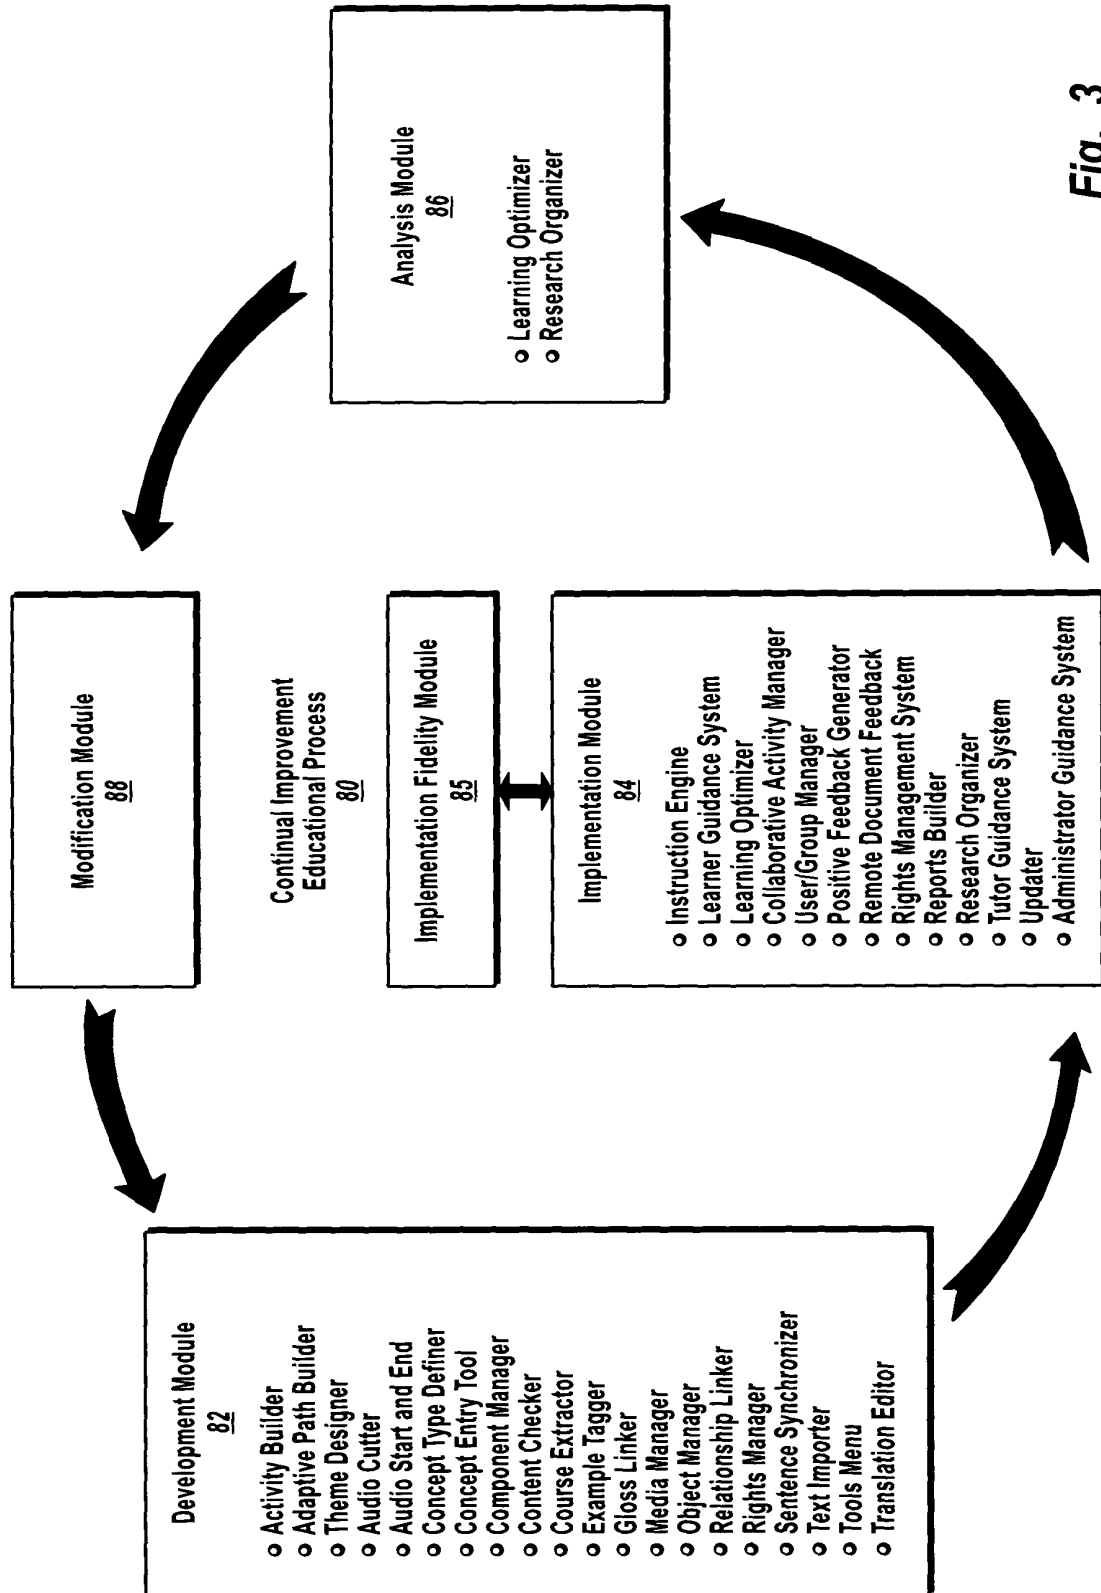 Development Module
82
Activity Builder
Adaptive Path Builder
Theme Designer
Audio Cutter
Audio Start and End
Concept Type Definer
Concept Entry Tool
Component Manager
Content Checker
Course Extractor
Example Tagger
Gloss Linker
Media Manager
Object Manager
Relationship Linker
Rights Manager
Sentence Synchronizer
Text Importer
Tools Menu
Translation Editor
Modification Module
88
Continual Improvement
Educational Process
80
Implementation Fidelity Module
85
Implementation Module
84
Instruction Engine
Learner Guidance System
Learning Optimizer
Collaborative Activity Manager
User/Group Manager
Positive Feedback Generator
Remote Document Feedback
Rights Management System
Reports Builder
Research Organizer
Tutor Guidance System
Updater
Administrator Guidance System
Analysis Module
86
Learning Optimizer
Research Organizer
Fig. 3